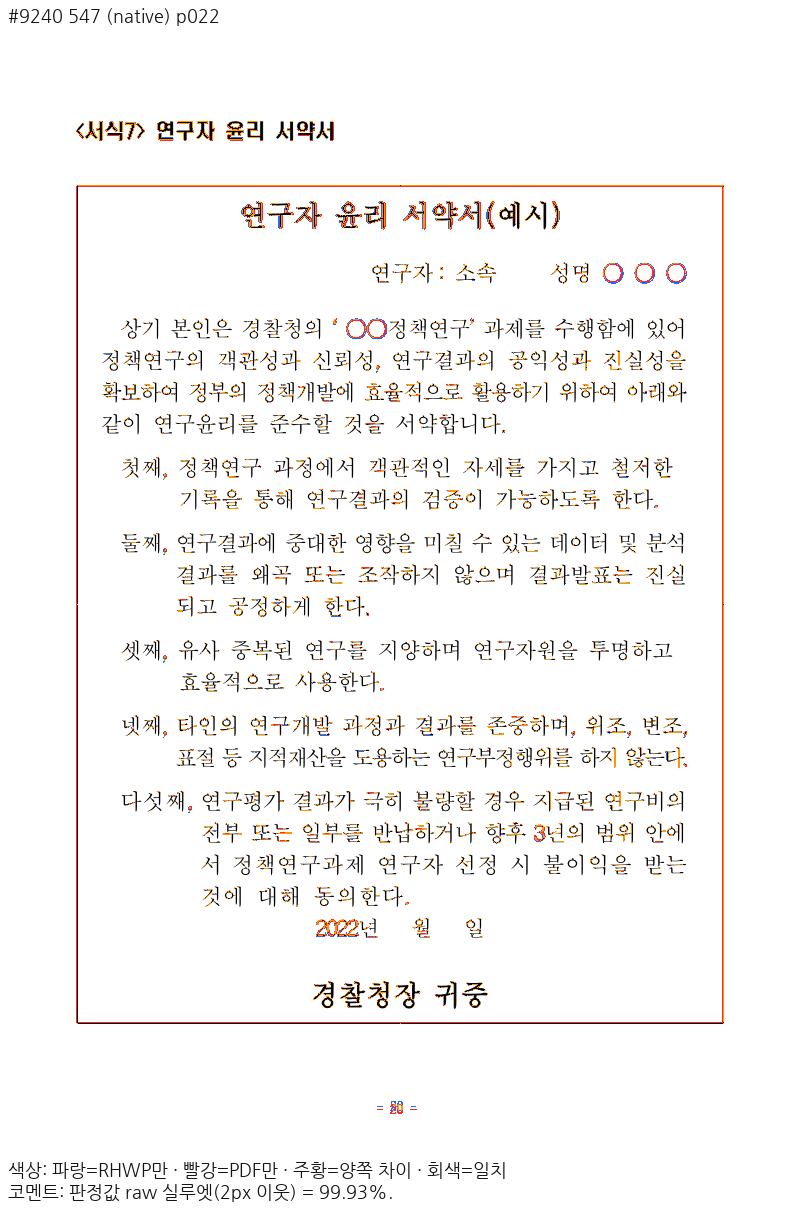 #9240 547 (native) p022
<서식7> 연구자 윤리 서약서
연구자 윤리 서약서(예시)
연구자 : 소속 성명 ○ ○ ○
상기 본인은 경찰청의 ‘ ○○정책연구’ 과제를 수행함에 있어
정책연구의 객관성과 신뢰성, 연구결과의 공익성과 진실성을
확보하여 정부의 정책개발에 효율적으로 활용하기 위하여 아래와
같이 연구윤리를 준수할 것을 서약합니다.
첫째, 정책연구 과정에서 객관적인 자세를 가지고 철저한
기록을 통해 연구결과의 검증이 가능하도록 한다.
둘째, 연구결과에 중대한 영향을 미칠 수 있는 데이터 및 분석
결과를 왜곡 또는 조작하지 않으며 결과발표는 진실
되고 공정하게 한다.
셋째, 유사 중복된 연구를 지양하며 연구자원을 투명하고
효율적으로 사용한다.
넷째, 타인의 연구개발 과정과 결과를 존중하며, 위조, 변조,
표절 등 지적재산을 도용하는 연구부정행위를 하지 않는다.
다섯째, 연구평가 결과가 극히 불량할 경우 지급된 연구비의
전부 또는 일부를 반납하거나 향후 3년의 범위 안에
서 정책연구과제 연구자 선정 시 불이익을 받는
것에 대해 동의한다.
2022년 월 일
경찰청장 귀중
색상: 파랑=RHWP만 · 빨강=PDF만 · 주황=양쪽 차이 · 회색=일치
코멘트: 판정값 raw 실루엣(2px 이웃) = 99.93%.